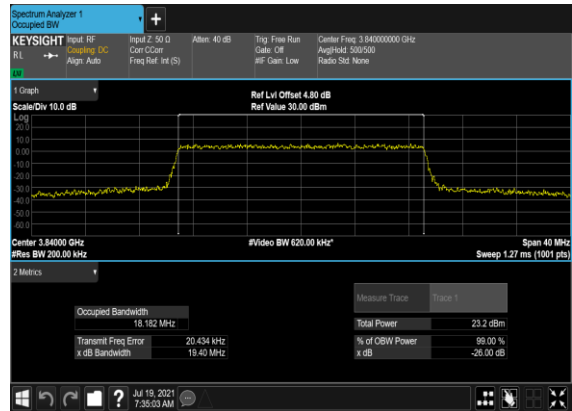 Spectrum Analyzer 1
Occupied BW
+
KEYSIGHT Input: RF Input Z: 50 Ω Atten: 40 dB Trig: Free Run Center Freq: 3.840000000 GHz
RL Coupling: DC Corr CCorr Gate: Off Avg|Hold: 500/500
Align: Auto Freq Ref: Int (S) #IF Gain: Low Radio Std: None
LW
1 Graph
Ref Lvl Offset 4.80 dB
Scale/Div 10.0 dB Ref Value 30.00 dBm
Log
20.0
10.0
0.00
-10.0
-20.0
-30.0
-40.0
-50.0
-60.0
Center 3.84000 GHz #Video BW 620.00 kHz* Span 40 MHz
#Res BW 200.00 kHz Sweep 1.27 ms (1001 pts)
2 Metrics
Measure Trace Trace 1
Occupied Bandwidth
18.182 MHz Total Power 23.2 dBm
Transmit Freq Error 20.434 kHz % of OBW Power 99.00 %
x dB Bandwidth 19.40 MHz x dB -26.00 dB
? Jul 19, 2021
7:35:03 AM